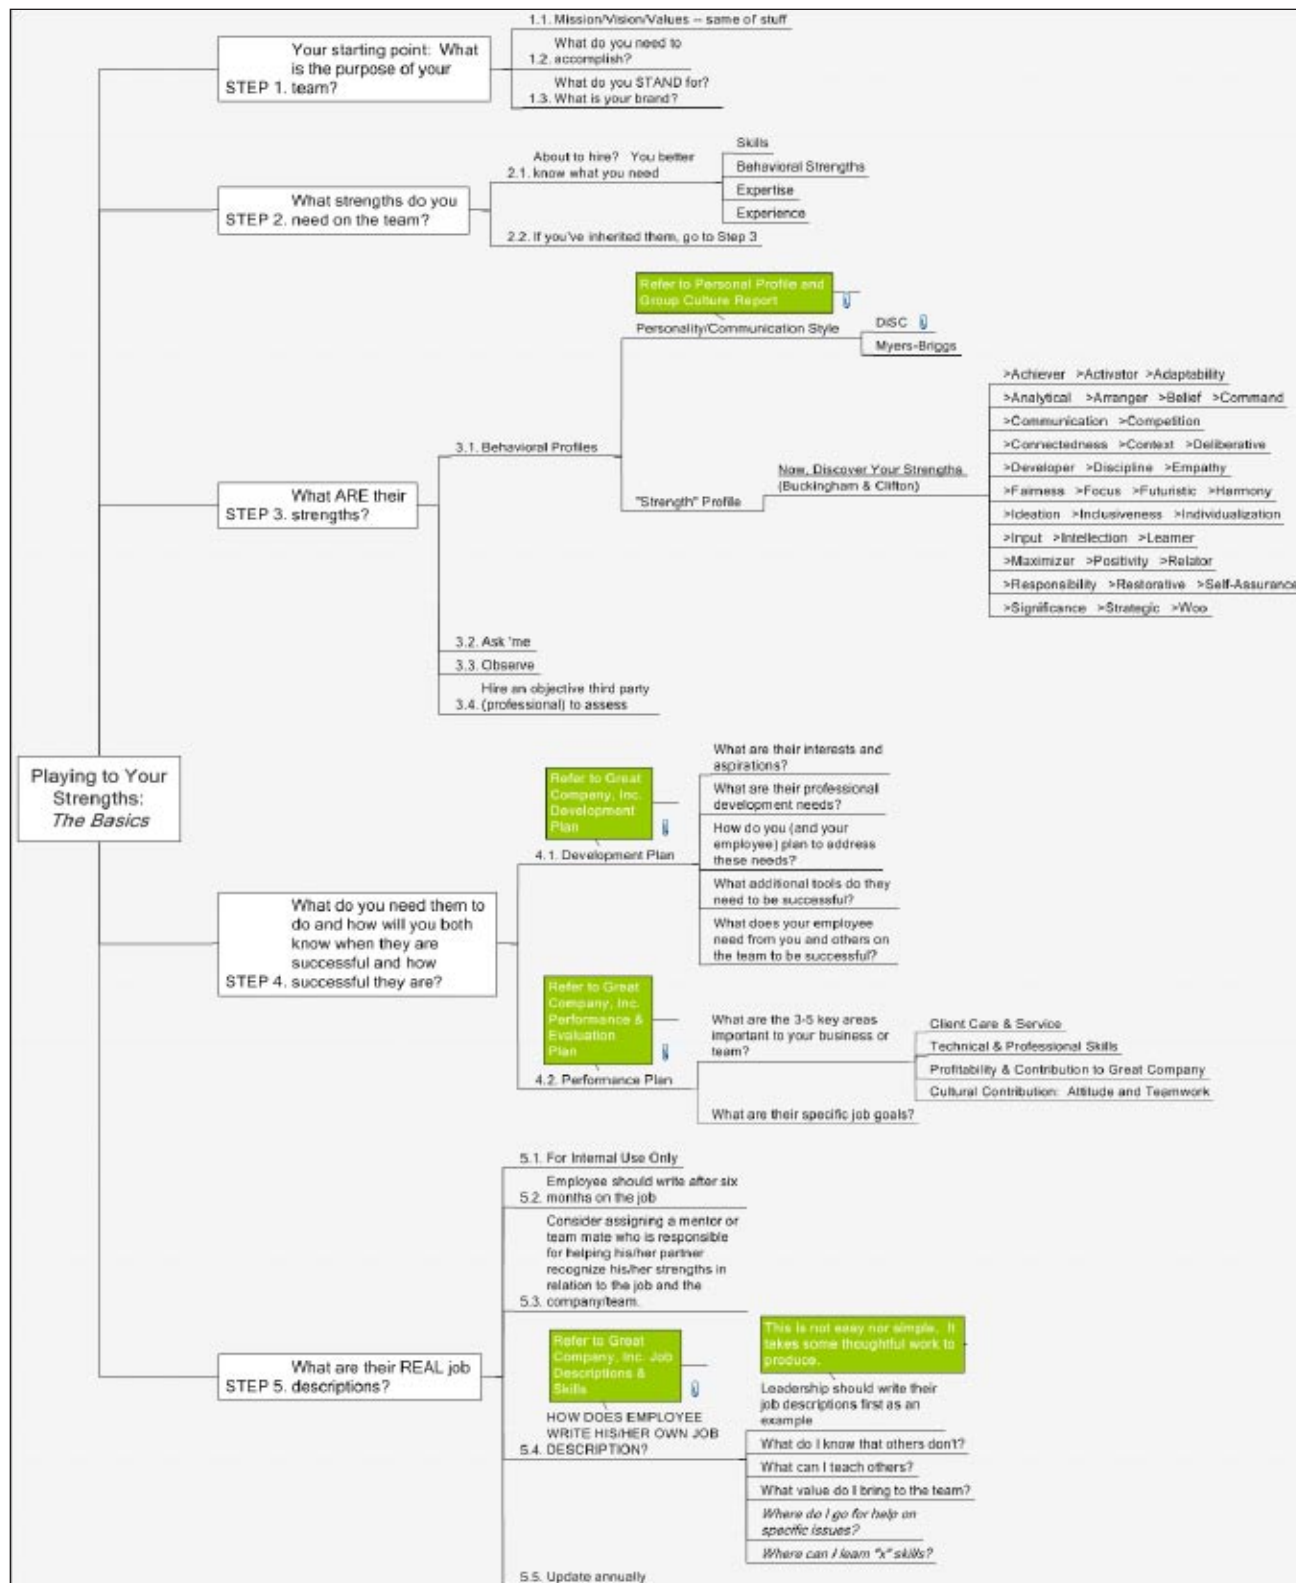 1.1. Mission/Vision/Values -- same ol' stuff
Your starting point: What
is the purpose of your
STEP 1. team?
What do you need to
1.2. accomplish?
What do you STAND for?
1.3. What is your brand?
Skills
About to hire? You better
2.1. know what you need
Behavioral Strengths
Expertise
Experience
What strengths do you
STEP 2. need on the team?
2.2. If you've inherited them, go to Step 3
Refer to Personal Profile and
Group Culture Report
Personality/Communication Style
DiSC
Myers-Briggs
>Achiever >Activator >Adaptability
>Analytical >Arranger >Belief >Command
>Communication >Competition
>Connectedness >Context >Deliberative
3.1. Behavioral Profiles
Now, Discover Your Strengths
(Buckingham & Clifton)
>Developer >Discipline >Empathy
>Fairness >Focus >Futuristic >Harmony
"Strength" Profile
What ARE their
STEP 3. strengths?
>Ideation >Inclusiveness >Individualization
>Input >Intellection >Learner
>Maximizer >Positivity >Relator
>Responsibility >Restorative >Self-Assurance
>Significance >Strategic >Woo
3.2. Ask 'me
3.3. Observe
Hire an objective third party
3.4. (professional) to assess
Playing to Your
Strengths:
The Basics
What are their interests and
aspirations?
Refer to Great
Company, Inc.
Development
Plan
What are their professional
development needs?
4.1. Development Plan
How do you (and your
employee) plan to address
these needs?
What additional tools do they
need to be successful?
What does your employee
need from you and others on
the team to be successful?
What do you need them to
do and how will you both
know when they are
successful and how
STEP 4. successful they are?
Refer to Great
Company, Inc.
Performance &
Evaluation
Plan
4.2. Performance Plan
What are the 3-5 key areas
important to your business or
team?
Client Care & Service
Technical & Professional Skills
Profitability & Contribution to Great Company
Cultural Contribution: Attitude and Teamwork
What are their specific job goals?
5.1. For Internal Use Only
Employee should write after six
5.2. months on the job
Consider assigning a mentor or
team mate who is responsible
for helping his/her partner
recognize his/her strengths in
relation to the job and the
5.3. company/team.
What are their REAL job
STEP 5. descriptions?
Refer to Great
Company, Inc. Job
Descriptions &
Skills
HOW DOES EMPLOYEE
WRITE HIS/HER OWN JOB
5.4. DESCRIPTION?
This is not easy nor simple. It
takes some thoughtful work to
produce.
Leadership should write their
job descriptions first as an
example
What do I know that others don't?
What can I teach others?
What value do I bring to the team?
Where do I go for help on
specific issues?
Where can I learn "x" skills?
5.5. Update annually